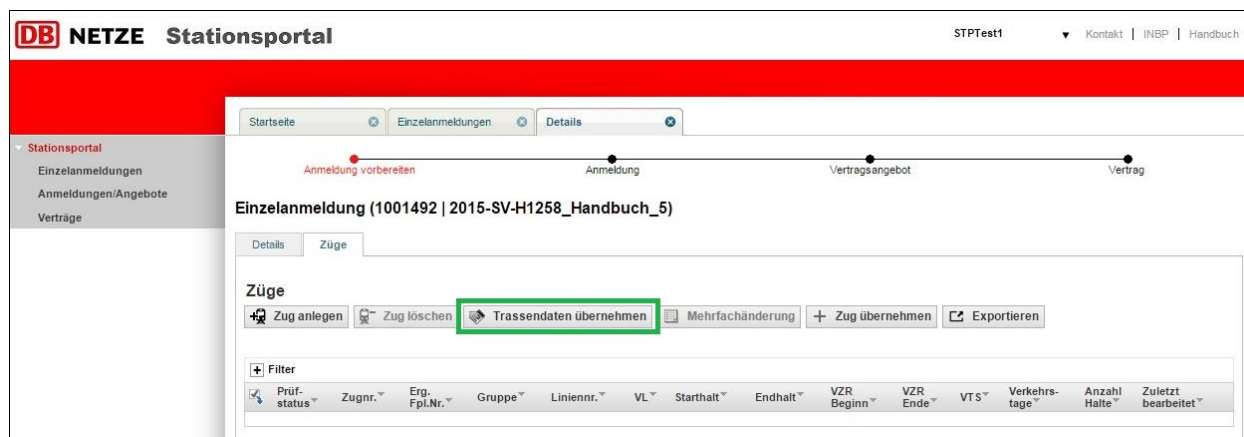 DB NETZE Stationsportal
STPTest1 Kontakt | INBP | Handbuch
Startseite Einzelanmeldungen Details
Stationsportal
Einzelanmeldungen
Anmeldungen/Angebote
Verträge
Anmeldung vorbereiten Anmeldung Vertragsangebot Vertrag
Einzelanmeldung (1001492 | 2015-SV-H1258_Handbuch_5)
Details Züge
Züge
Zug anlegen Zug löschen Trassendaten übernehmen Mehrfachänderung + Zug übernehmen Exportieren
+ Filter
Prüf-status Zugnr. Erg. Fpl.Nr. Gruppe Liniennr. VL Starthalt Endhalt VZR Beginn VZR Ende VTS Verkehrs-tage Anzahl Halte Zuletzt bearbeitet